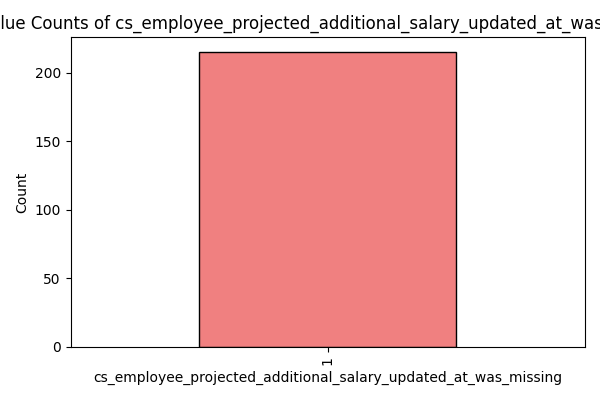 lue Counts of cs_employee_projected_additional_salary_updated_at_was
200
150
100
50
0
Count
1
cs_employee_projected_additional_salary_updated_at_was_missing